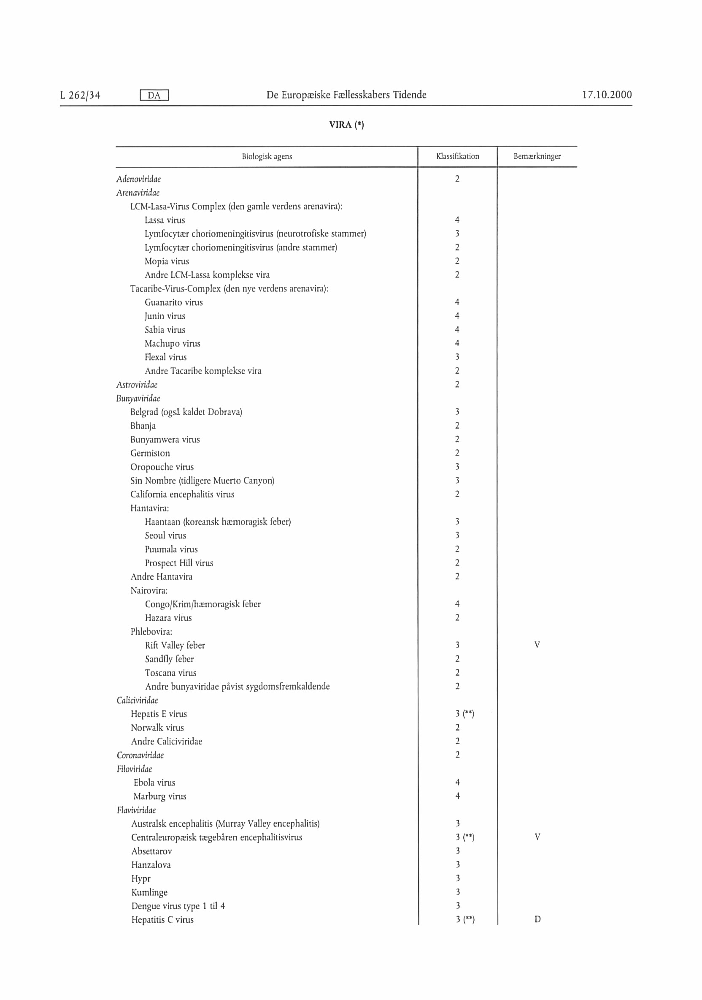 L 262/34 DA De Europæiske Fællesskabers Tidende 17.10.2000
VIRA (*)
Biologisk agens Klassifikation Bemærkninger
Adenoviridae 2
Arenaviridae
LCM-Lasa-Virus Complex (den gamle verdens arenavira):
Lassa virus 4
Lymfocytær choriomeningitisvirus (neurotrofiske stammer) 3
Lymfocytær choriomeningitisvirus (andre stammer) 2
Mopia virus 2
Andre LCM-Lassa komplekse vira 2
Tacaribe-Virus-Complex (den nye verdens arenavira):
Guanarito virus 4
Junin virus 4
Sabia virus 4
Machupo virus 4
Flexal virus 3
Andre Tacaribe komplekse vira 2
Astroviridae 2
Bunyaviridae
Belgrad (også kaldet Dobrava) 3
Bhanja 2
Bunyamwera virus 2
Germiston 2
Oropouche virus 3
Sin Nombre (tidligere Muerto Canyon) 3
California encephalitis virus 2
Hantavira:
Haantaan (koreansk hæmoragisk feber) 3
Seoul virus 3
Puumala virus 2
Prospect Hill virus 2
Andre Hantavira 2
Nairovira:
Congo/Krim/hæmoragisk feber 4
Hazara virus 2
Phlebovira:
Rift Valley feber 3 V
Sandfly feber 2
Toscana virus 2
Andre bunyaviridae påvist sygdomsfremkaldende 2
Caliciviridae
Hepatis E virus 3 (**)
Norwalk virus 2
Andre Caliciviridae 2
Coronaviridae 2
Filoviridae
Ebola virus 4
Marburg virus 4
Flaviviridae
Australsk encephalitis (Murray Valley encephalitis) 3
Centraleuropæisk tægebåren encephalitisvirus 3 (**) V
Absettarov 3
Hanzalova 3
Hypr 3
Kumlinge 3
Dengue virus type 1 til 4 3
Hepatitis C virus 3 (**) D